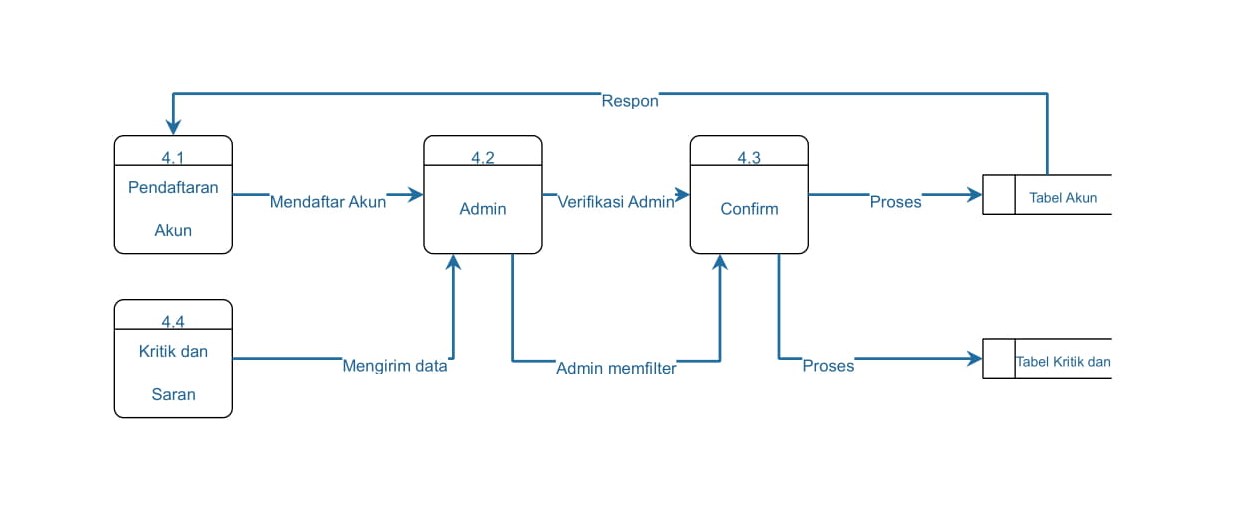 Respon
4.1
Pendaftaran
Akun
Mendaftar Akun
4.2
Admin
Verifikasi Admin
4.3
Confirm
Proses
Tabel Akun
4.4
Kritik dan
Saran
Mengirim data
Admin memfilter
Proses
Tabel Kritik dan